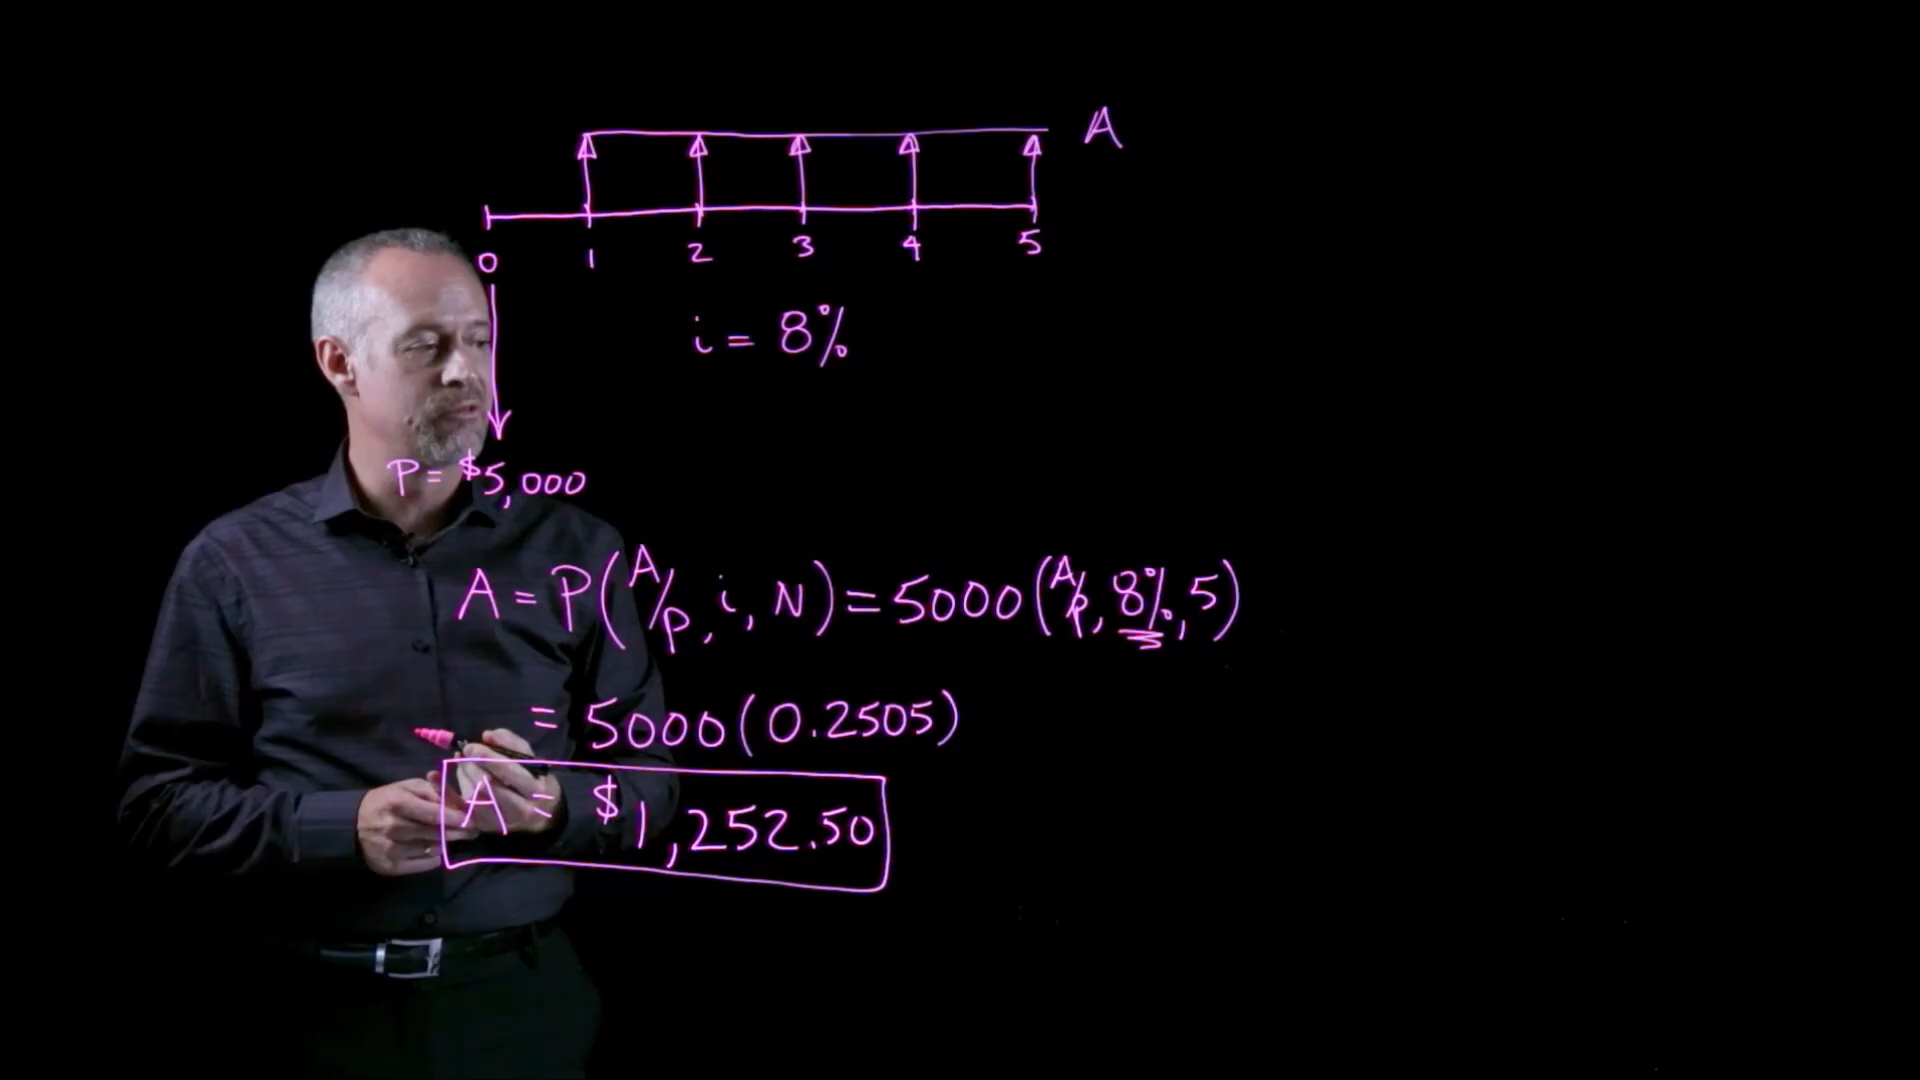 A
0 1 2 3 4 5
i = 8%
P = $5,000
A = P(A/P, i, N) = 5000(A/P, 8%, 5)
= 5000(0.2505)
A = $1,252.50